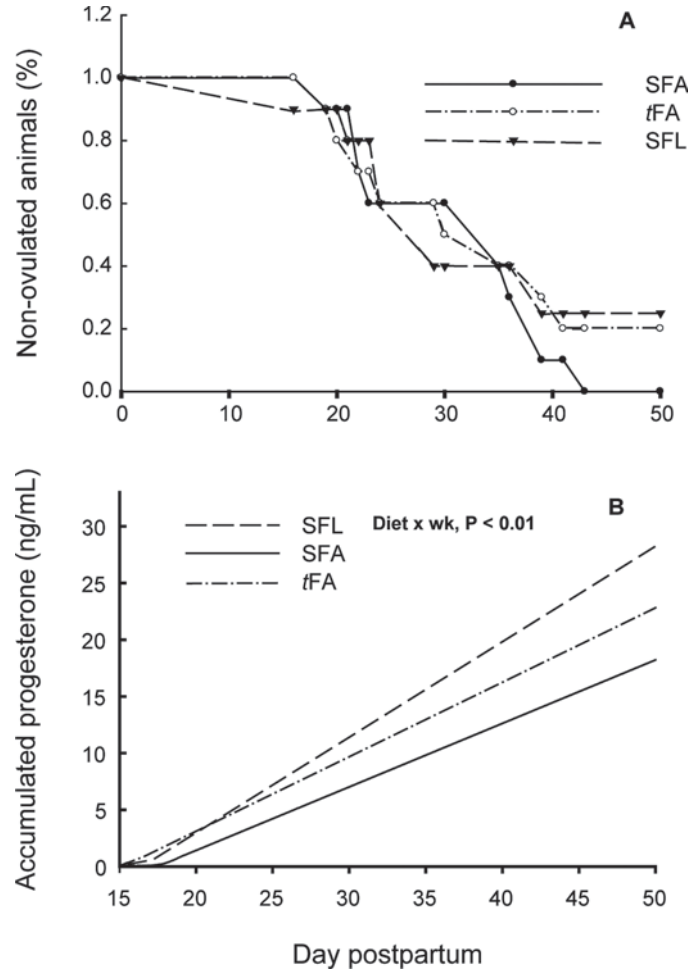 A
Non-ovulated animals (%)
1.2
1.0
0.8
0.6
0.4
0.2
0.0
SFA
tFA
SFL
0 10 20 30 40 50
B
Accumulated progesterone (ng/mL)
30
25
20
15
10
5
0
SFL
SFA
tFA
Diet x wk, P < 0.01
15 20 25 30 35 40 45 50
Day postpartum